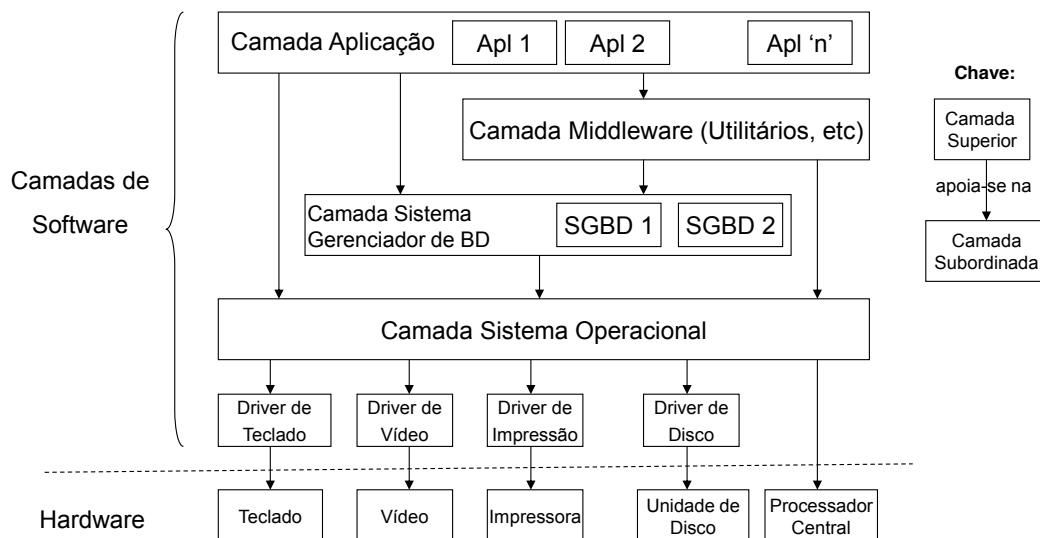 Camada Aplicação
Apl 1
Apl 2
Apl ‘n’
Chave:
Camada
Superior
apoia-se na
Camada
Subordinada
Camada Middleware (Utilitários, etc)
Camadas de
Software
Camada Sistema
Gerenciador de BD
SGBD 1
SGBD 2
Camada Sistema Operacional
Driver de
Teclado
Driver de
Vídeo
Driver de
Impressão
Driver de
Disco
Hardware
Teclado
Vídeo
Impressora
Unidade de
Disco
Processador
Central